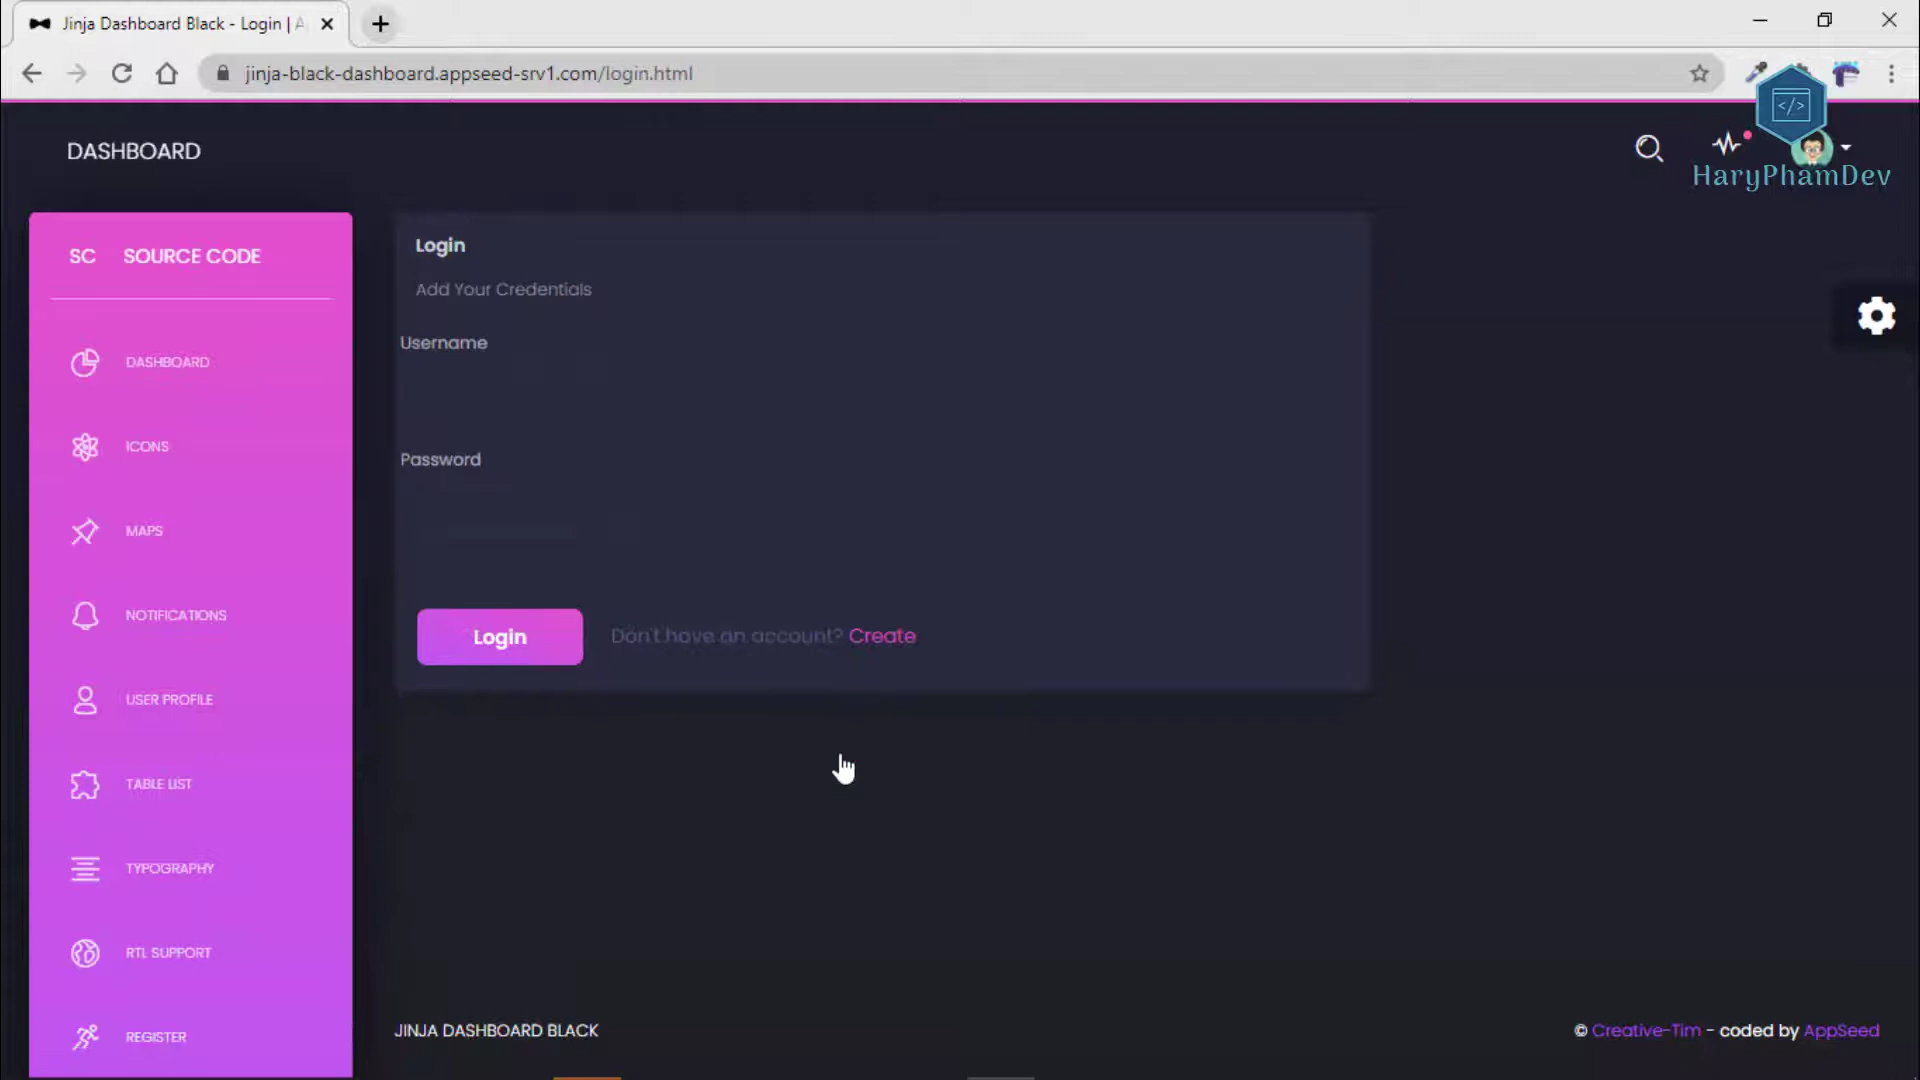 Jinja Dashboard Black - Login | A
jinja-black-dashboard.appseed-srv1.com/login.html
</>
HaryPhamDev
DASHBOARD
SC SOURCE CODE
DASHBOARD
ICONS
MAPS
NOTIFICATIONS
USER PROFILE
TABLE LIST
TYPOGRAPHY
RTL SUPPORT
REGISTER
Login
Add Your Credentials
Username
Password
Login Don't have an account? Create
JINJA DASHBOARD BLACK
© Creative-Tim - coded by AppSeed